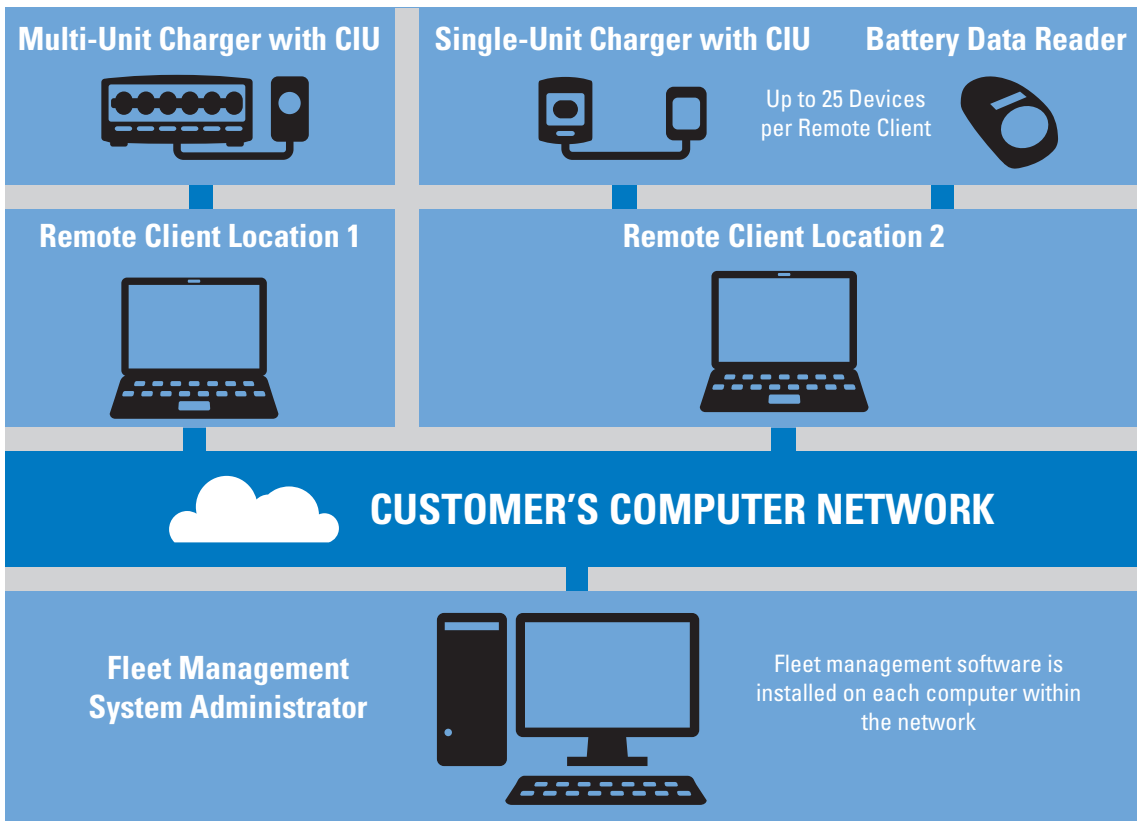 Multi-Unit Charger with CIU
Single-Unit Charger with CIU
Battery Data Reader
Up to 25 Devices
per Remote Client
Remote Client Location 1
Remote Client Location 2
CUSTOMER'S COMPUTER NETWORK
Fleet Management
System Administrator
Fleet management software is
installed on each computer within
the network